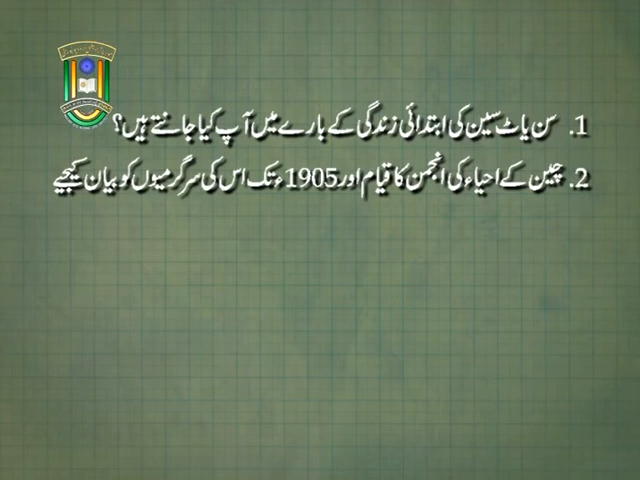 1. سن یاٹ سین کی ابتدائی زندگی کے بارے میں آپ کیا جانتے ہیں؟
2. چین کے احیاء کی انجمن کا قیام اور 1905ء تک اس کی سرگرمیوں کو بیان کیجیے